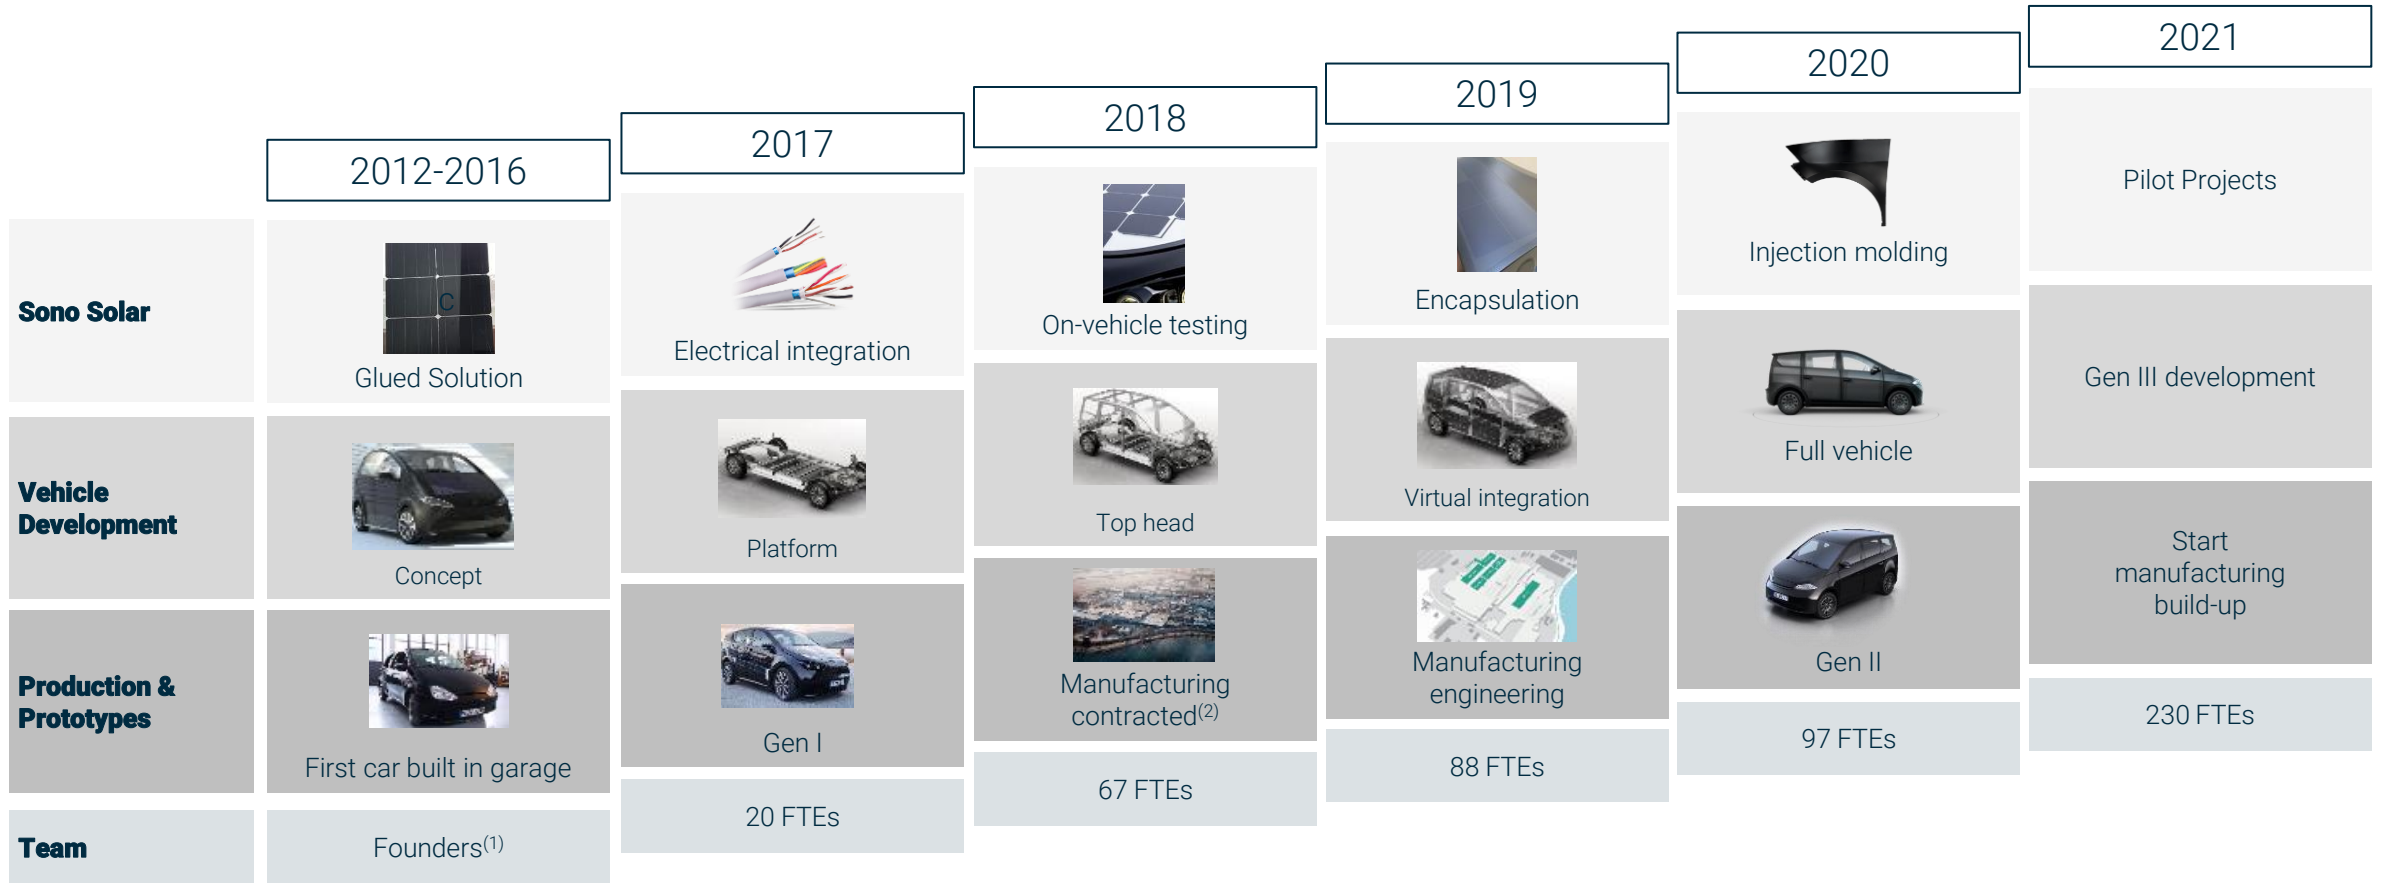 2012-2016
2017
2018
2019
2020
2021
Sono Solar
C
Glued Solution
Electrical integration
On-vehicle testing
Encapsulation
Injection molding
Pilot Projects
Vehicle
Development
Concept
Platform
Top head
Virtual integration
Full vehicle
Gen III development
Production &
Prototypes
First car built in garage
Gen I
Manufacturing
contracted(2)
Manufacturing
engineering
Gen II
Start
manufacturing
build-up
Team
Founders(1)
20 FTEs
67 FTEs
88 FTEs
97 FTEs
230 FTEs